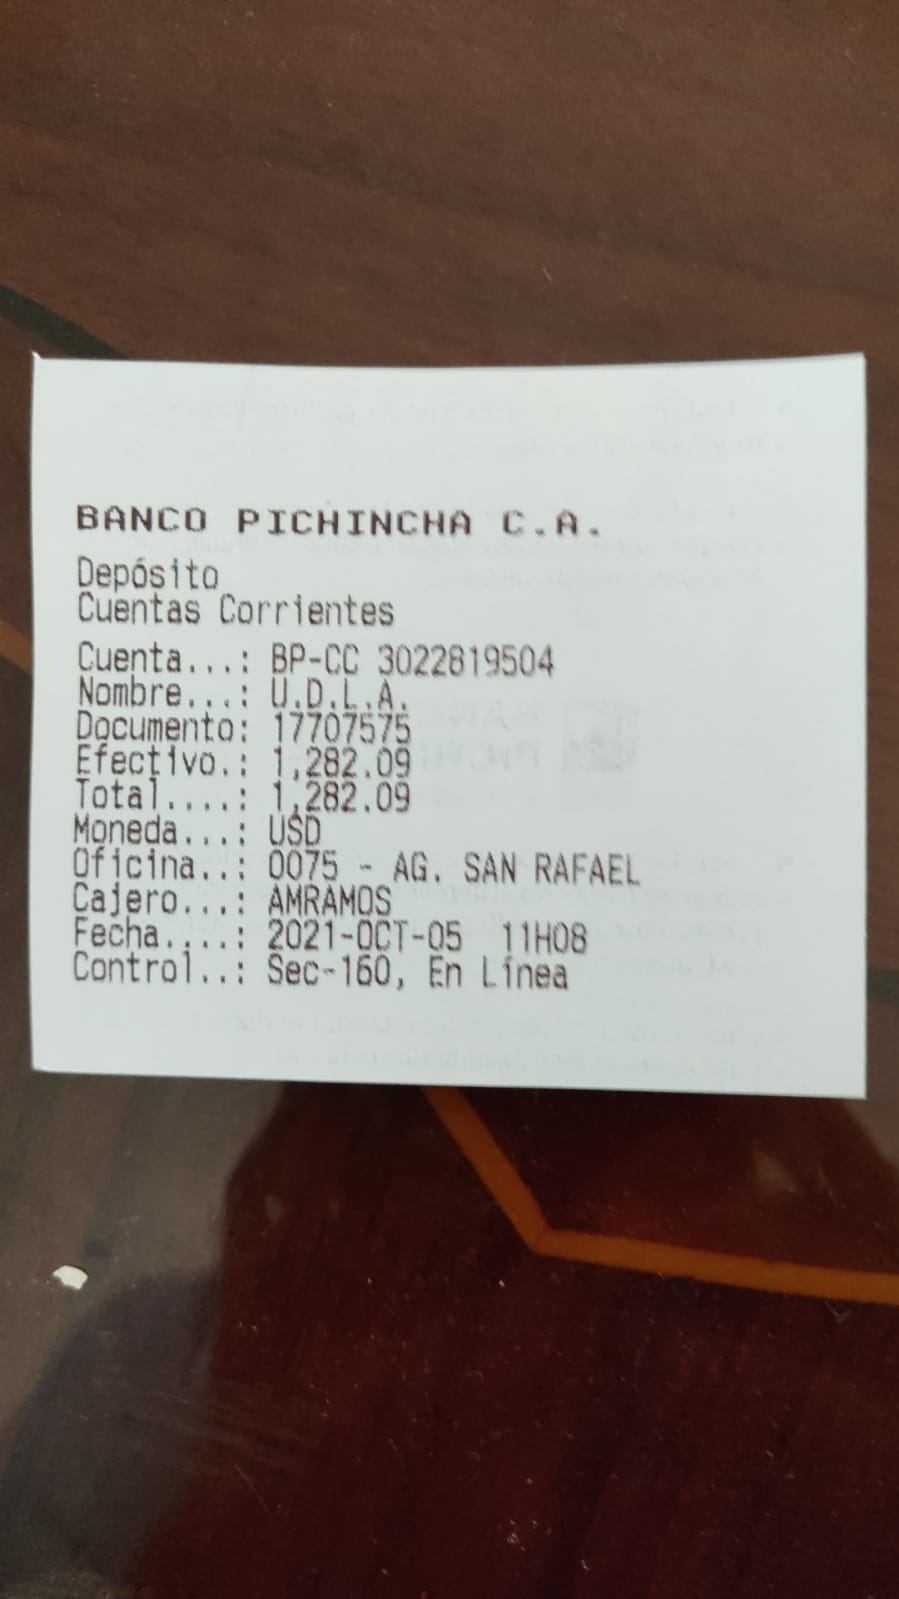 BANCO PICHINCHA C.A.
Depósito
Cuentas Corrientes
Cuenta...: BP-CC 3022819504
Nombre...: U.D.L.A.
Documento: 17707575
Efectivo.: 1,282.09
Total....: 1,282.09
Moneda...: USD
Oficina..: 0075 - AG. SAN RAFAEL
Cajero...: AMRAMOS
Fecha....: 2021-OCT-05 11H08
Control..: Sec-160, En Línea